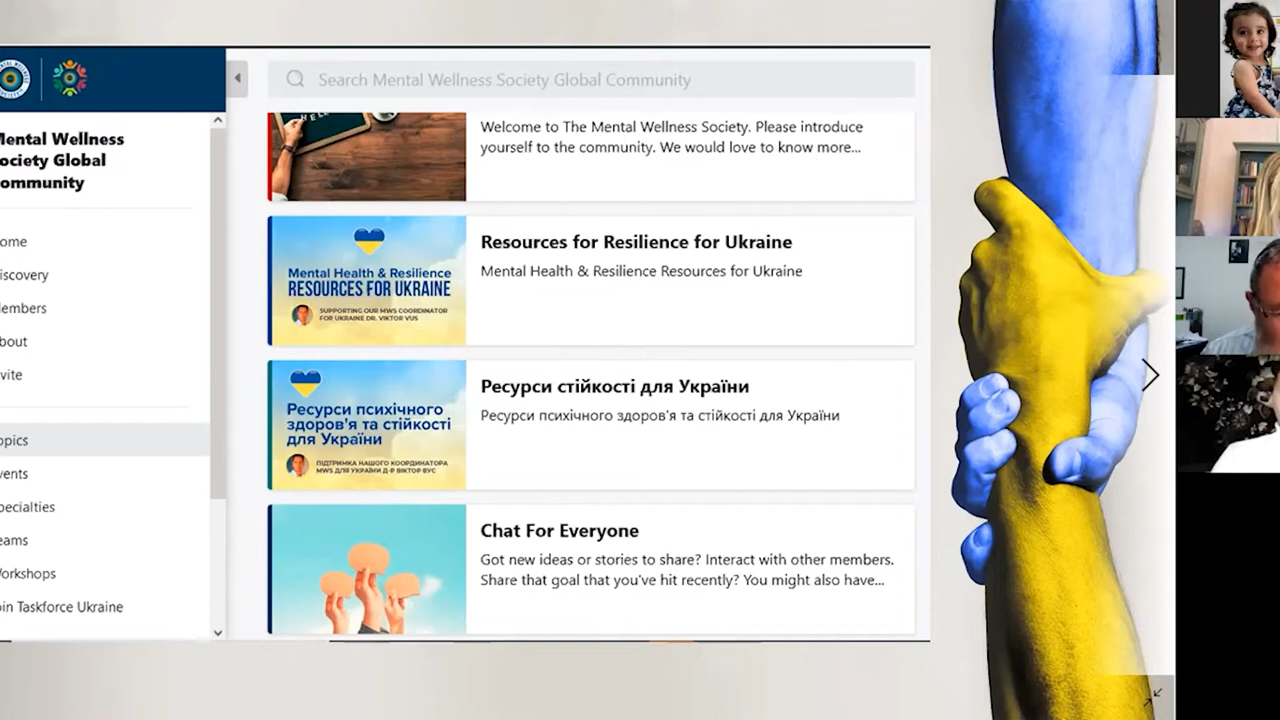 Search Mental Wellness Society Global Community
ental Wellness
ociety Global
ommunity
ome
iscovery
embers
bout
vite
opics
vents
pecialties
eams
orkshops
oin Taskforce Ukraine
Welcome to The Mental Wellness Society. Please introduce
yourself to the community. We would love to know more...
Mental Health & Resilience
RESOURCES FOR UKRAINE
SUPPORTING OUR MWS COORDINATOR
FOR UKRAINE DR. VIKTOR VUS
Resources for Resilience for Ukraine
Mental Health & Resilience Resources for Ukraine
Ресурси психічного
здоров'я та стійкості
для України
ПІДТРИМКА НАШОГО КООРДИНАТОРА
MWS ДЛЯ УКРАЇНИ Д-Р ВІКТОР ВУС
Ресурси стійкості для України
Ресурси психічного здоров'я та стійкості для України
Chat For Everyone
Got new ideas or stories to share? Interact with other members.
Share that goal that you've hit recently? You might also have...